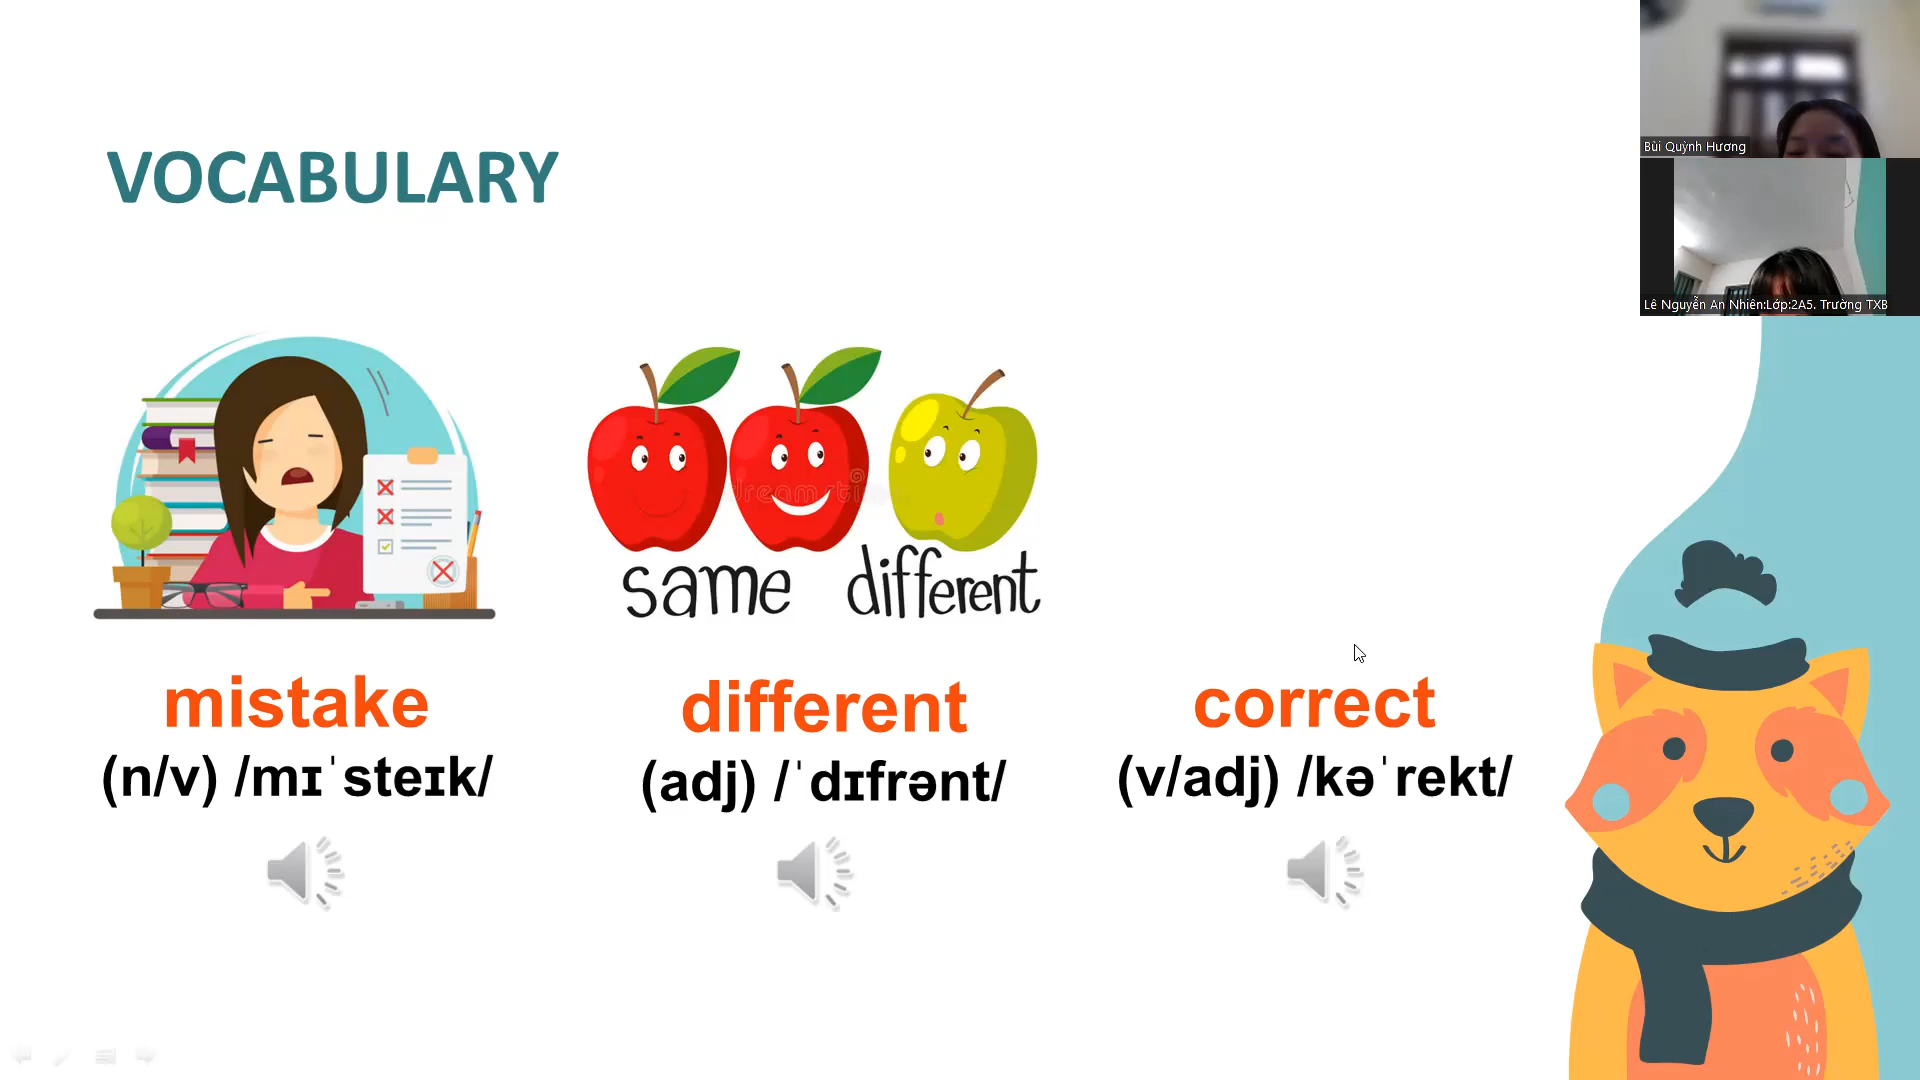 VOCABULARY
Bùi Quỳnh Hương
Lê Nguyễn An Nhiên:Lớp:2A5. Trường TXB
same different
mistake
(n/v) /mɪˈsteɪk/
different
(adj) /ˈdɪfrənt/
correct
(v/adj) /kəˈrekt/